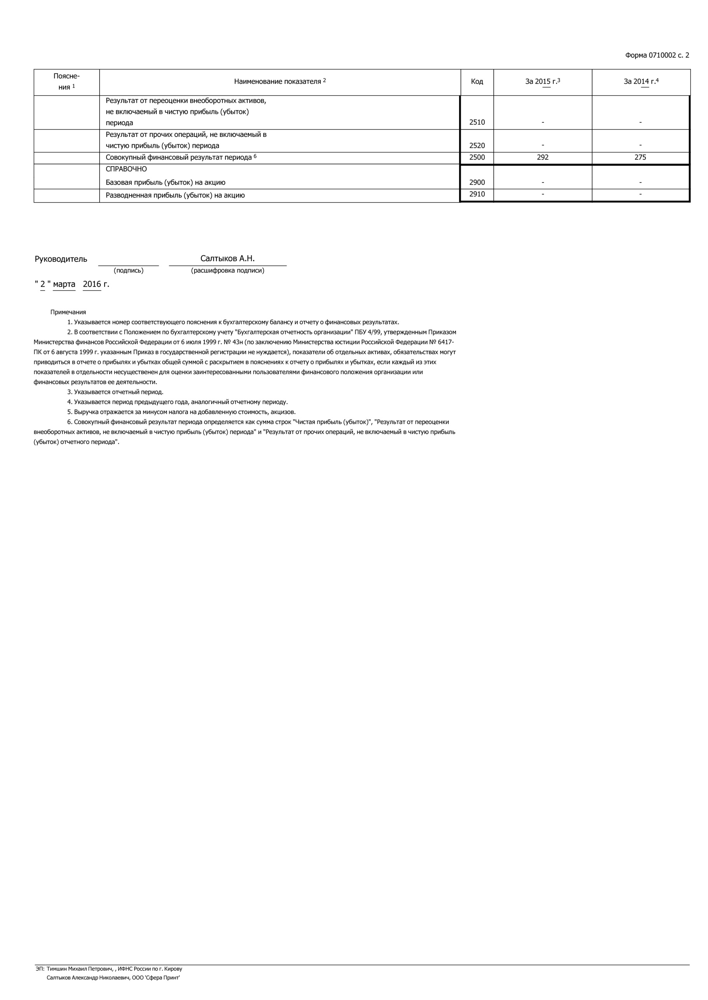 Форма 0710002 с. 2
Поясне-
ния 1
Наименование показателя 2
Код
За 2015 г.3
За 2014 г.4
Результат от переоценки внеоборотных активов,
не включаемый в чистую прибыль (убыток)
периода
2510
-
-
Результат от прочих операций, не включаемый в
чистую прибыль (убыток) периода
2520
-
-
Совокупный финансовый результат периода 6
2500
292
275
СПРАВОЧНО
Базовая прибыль (убыток) на акцию
2900
-
-
Разводненная прибыль (убыток) на акцию
2910
-
-
Руководитель
Салтыков А.Н.
(подпись)
(расшифровка подписи)
" 2 " марта 2016 г.
Примечания
1. Указывается номер соответствующего пояснения к бухгалтерскому балансу и отчету о финансовых результатах.
2. В соответствии с Положением по бухгалтерскому учету "Бухгалтерская отчетность организации" ПБУ 4/99, утвержденным Приказом
Министерства финансов Российской Федерации от 6 июля 1999 г. № 43н (по заключению Министерства юстиции Российской Федерации № 6417-
ПК от 6 августа 1999 г. указанным Приказ в государственной регистрации не нуждается), показатели об отдельных активах, обязательствах могут
приводиться в отчете о прибылях и убытках общей суммой с раскрытием в пояснениях к отчету о прибылях и убытках, если каждый из этих
показателей в отдельности несущественен для оценки заинтересованными пользователями финансового положения организации или
финансовых результатов ее деятельности.
3. Указывается отчетный период.
4. Указывается период предыдущего года, аналогичный отчетному периоду.
5. Выручка отражается за минусом налога на добавленную стоимость, акцизов.
6. Совокупный финансовый результат периода определяется как сумма строк "Чистая прибыль (убыток)", "Результат от переоценки
внеоборотных активов, не включаемый в чистую прибыль (убыток) периода" и "Результат от прочих операций, не включаемый в чистую прибыль
(убыток) отчетного периода".
ЭП: Тимшин Михаил Петрович, , ИФНС России по г. Кирову
Салтыков Александр Николаевич, ООО 'Сфера Принт'